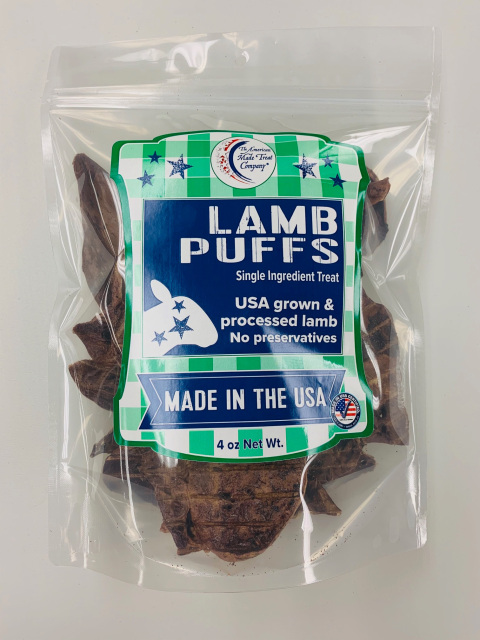 The American
Made Treat
Company
LAMB
PUFFS
Single Ingredient Treat
USA grown &
processed lamb
No preservatives
MADE IN THE USA
4 oz Net Wt.